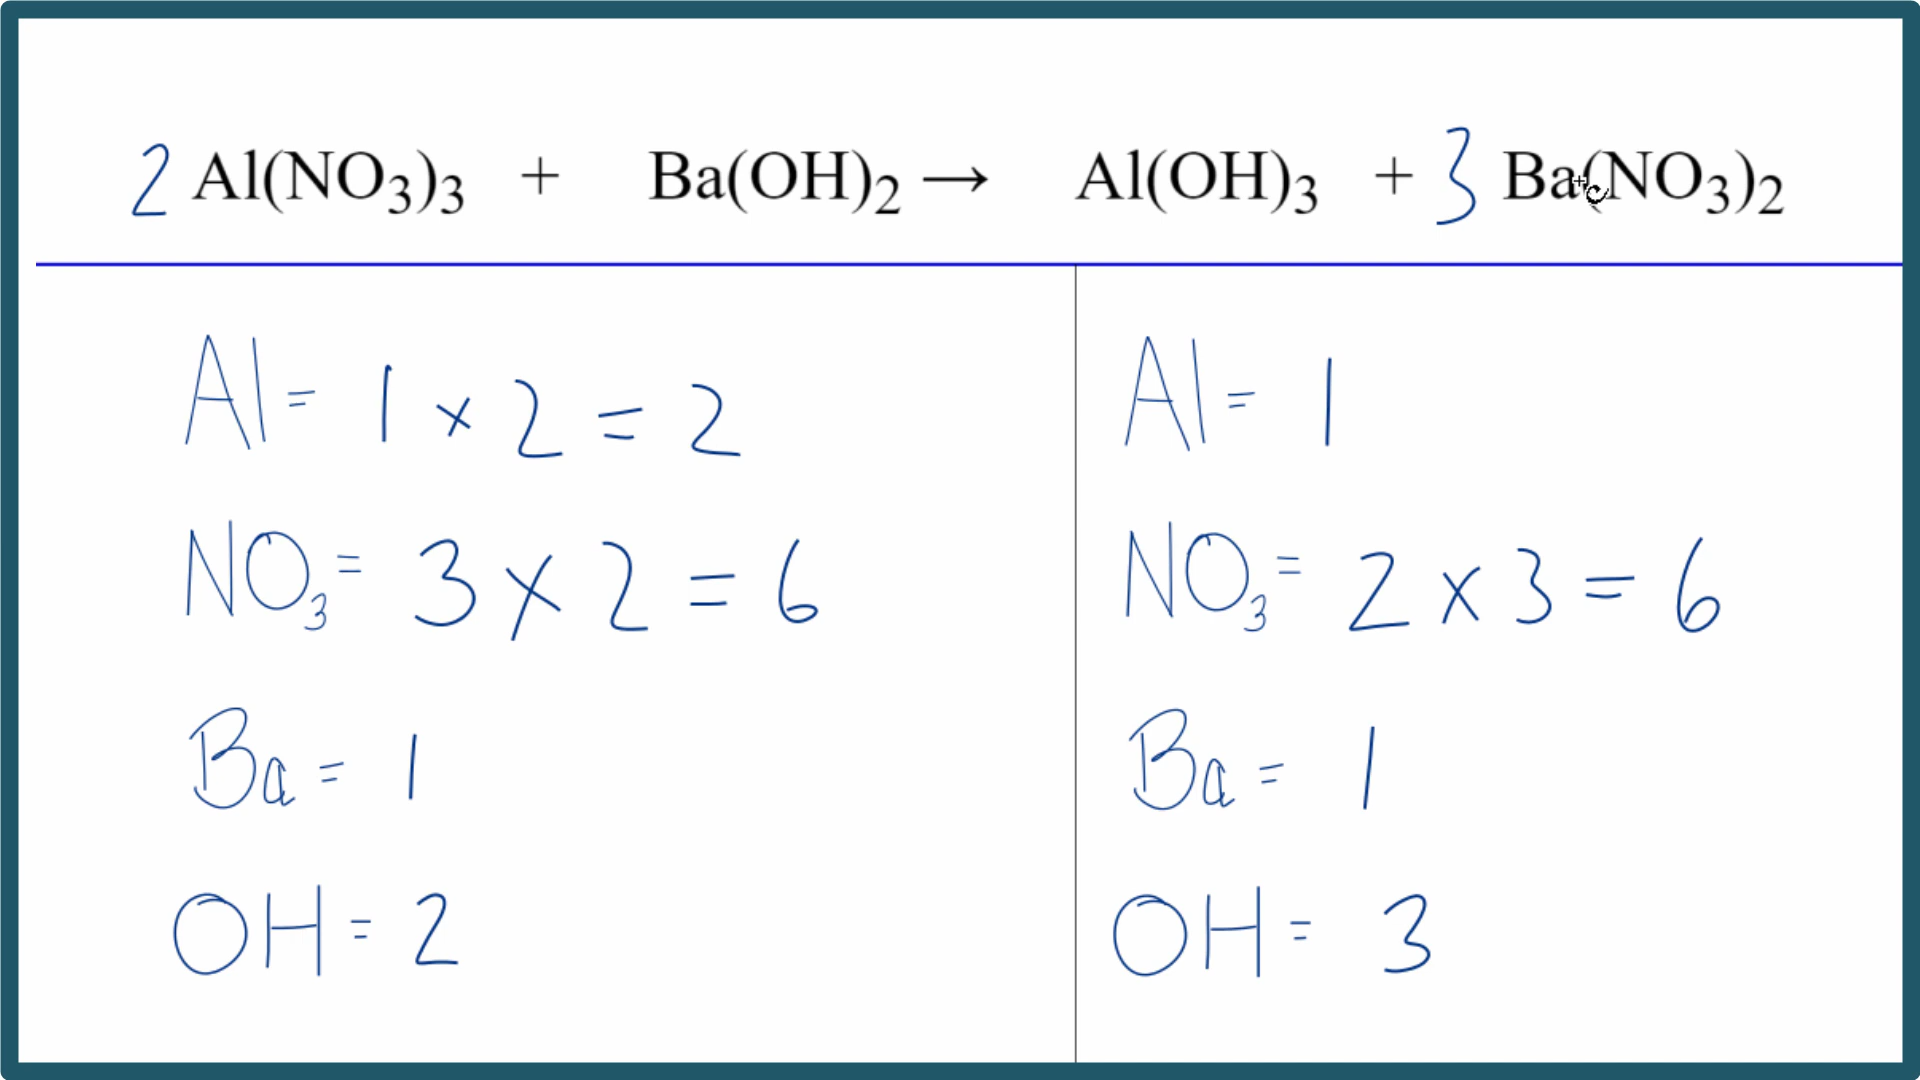 2 Al(NO₃)₃ + Ba(OH)₂ → Al(OH)₃ + 3 Ba(NO₃)₂
Al = 1 x 2 = 2
NO₃ = 3 x 2 = 6
Ba = 1
OH = 2
Al = 1
NO₃ = 2 x 3 = 6
Ba = 1
OH = 3